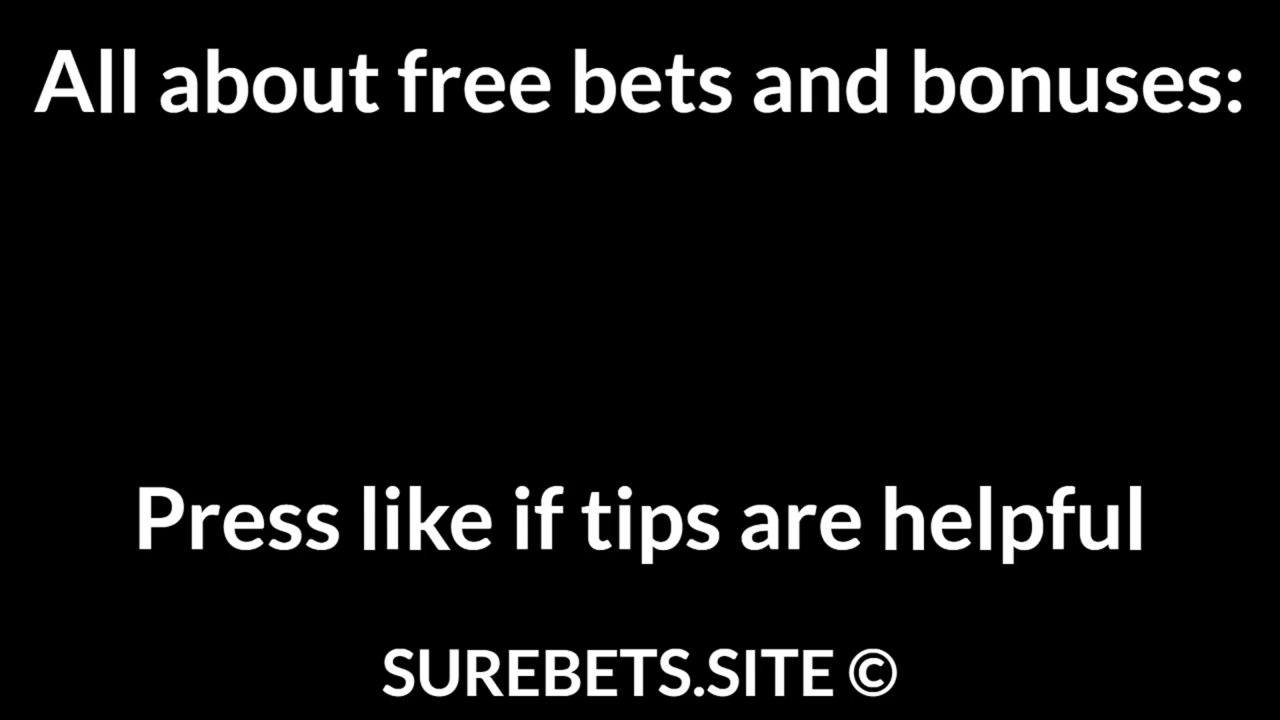 All about free bets and bonuses:
Press like if tips are helpful
SUREBETS.SITE ©